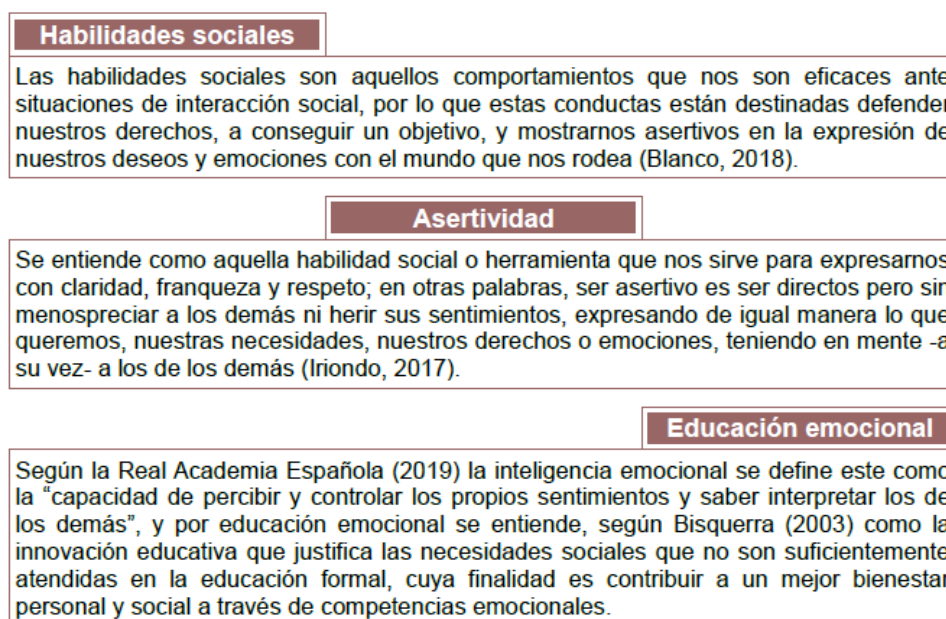 Habilidades sociales
Las habilidades sociales son aquellos comportamientos que nos son eficaces ante
situaciones de interacción social, por lo que estas conductas están destinadas defender
nuestros derechos, a conseguir un objetivo, y mostrarnos asertivos en la expresión de
nuestros deseos y emociones con el mundo que nos rodea (Blanco, 2018).
Asertividad
Se entiende como aquella habilidad social o herramienta que nos sirve para expresarnos
con claridad, franqueza y respeto; en otras palabras, ser asertivo es ser directos pero sin
menospreciar a los demás ni herir sus sentimientos, expresando de igual manera lo que
queremos, nuestras necesidades, nuestros derechos o emociones, teniendo en mente -a
su vez- a los de los demás (Iriondo, 2017).
Educación emocional
Según la Real Academia Española (2019) la inteligencia emocional se define este como
la “capacidad de percibir y controlar los propios sentimientos y saber interpretar los de
los demás”, y por educación emocional se entiende, según Bisquerra (2003) como la
innovación educativa que justifica las necesidades sociales que no son suficientemente
atendidas en la educación formal, cuya finalidad es contribuir a un mejor bienestar
personal y social a través de competencias emocionales.